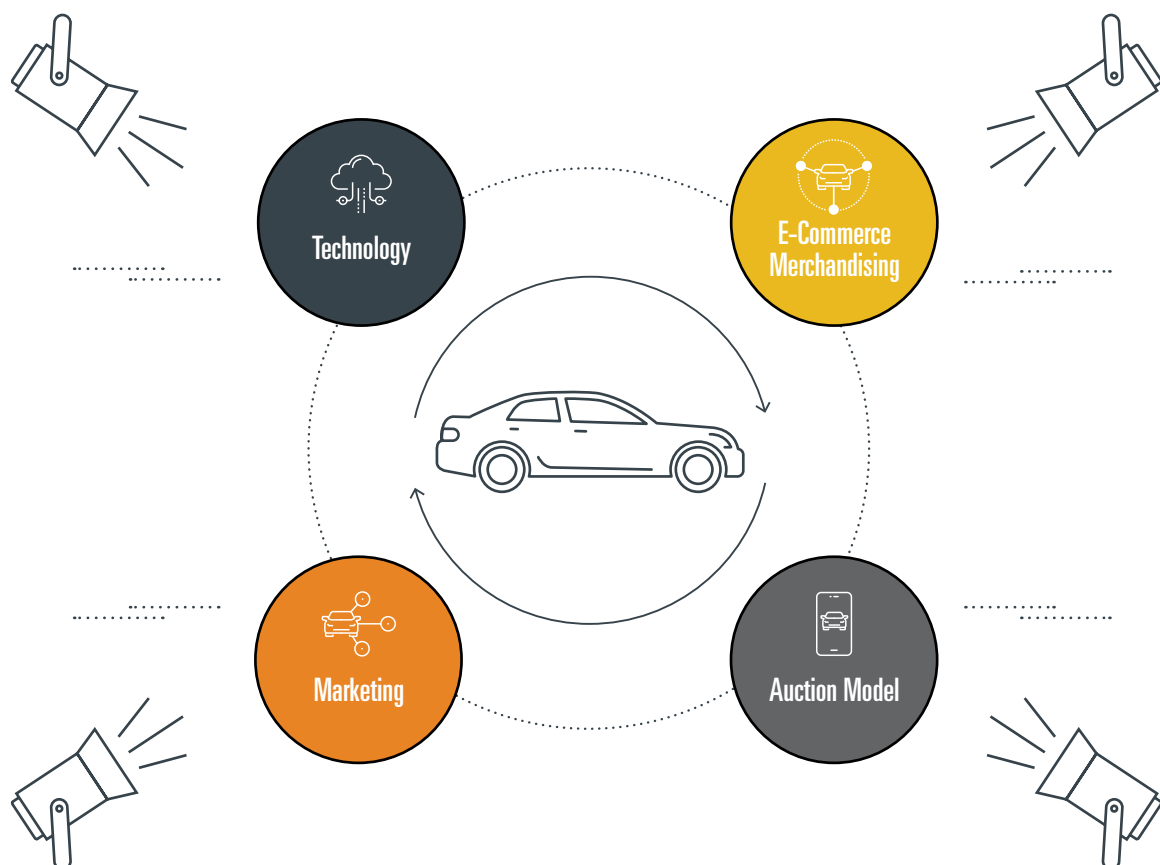 Technology
E-Commerce
Merchandising
Marketing
Auction Model